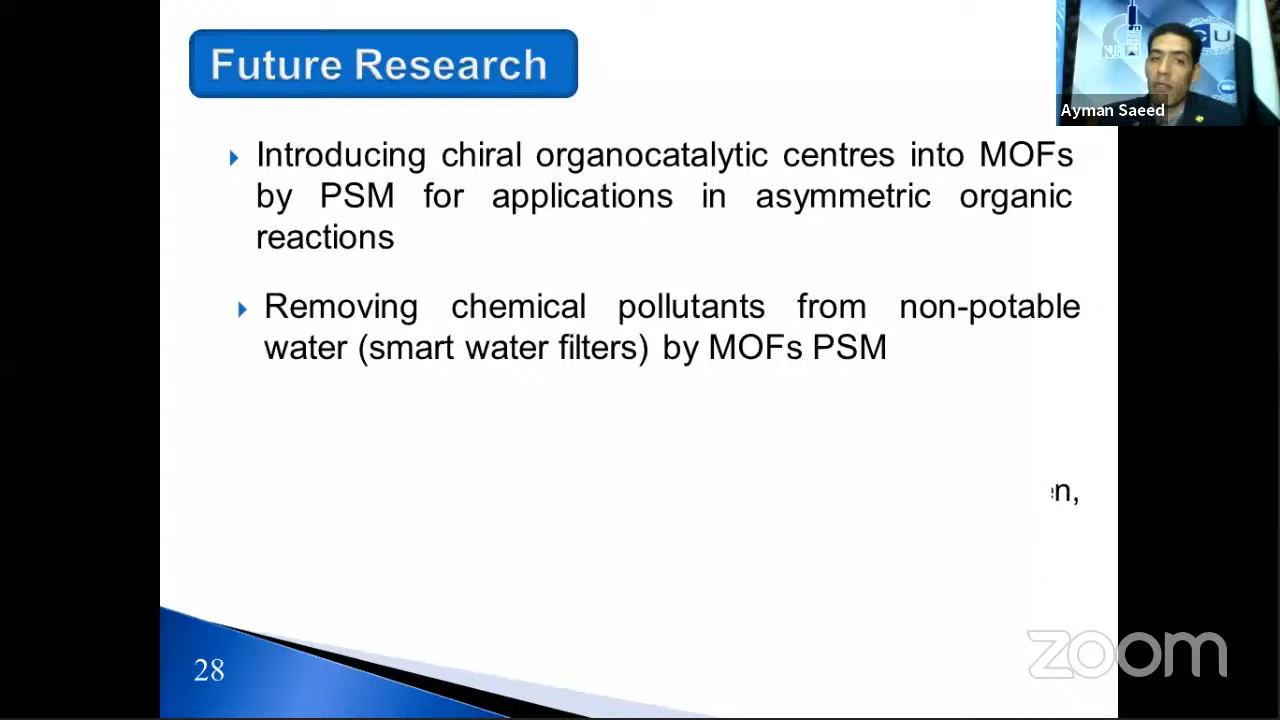 Future Research
Ayman Saeed
Introducing chiral organocatalytic centres into MOFs
by PSM for applications in asymmetric organic
reactions
Removing chemical pollutants from non-potable
water (smart water filters) by MOFs PSM
28
zoom